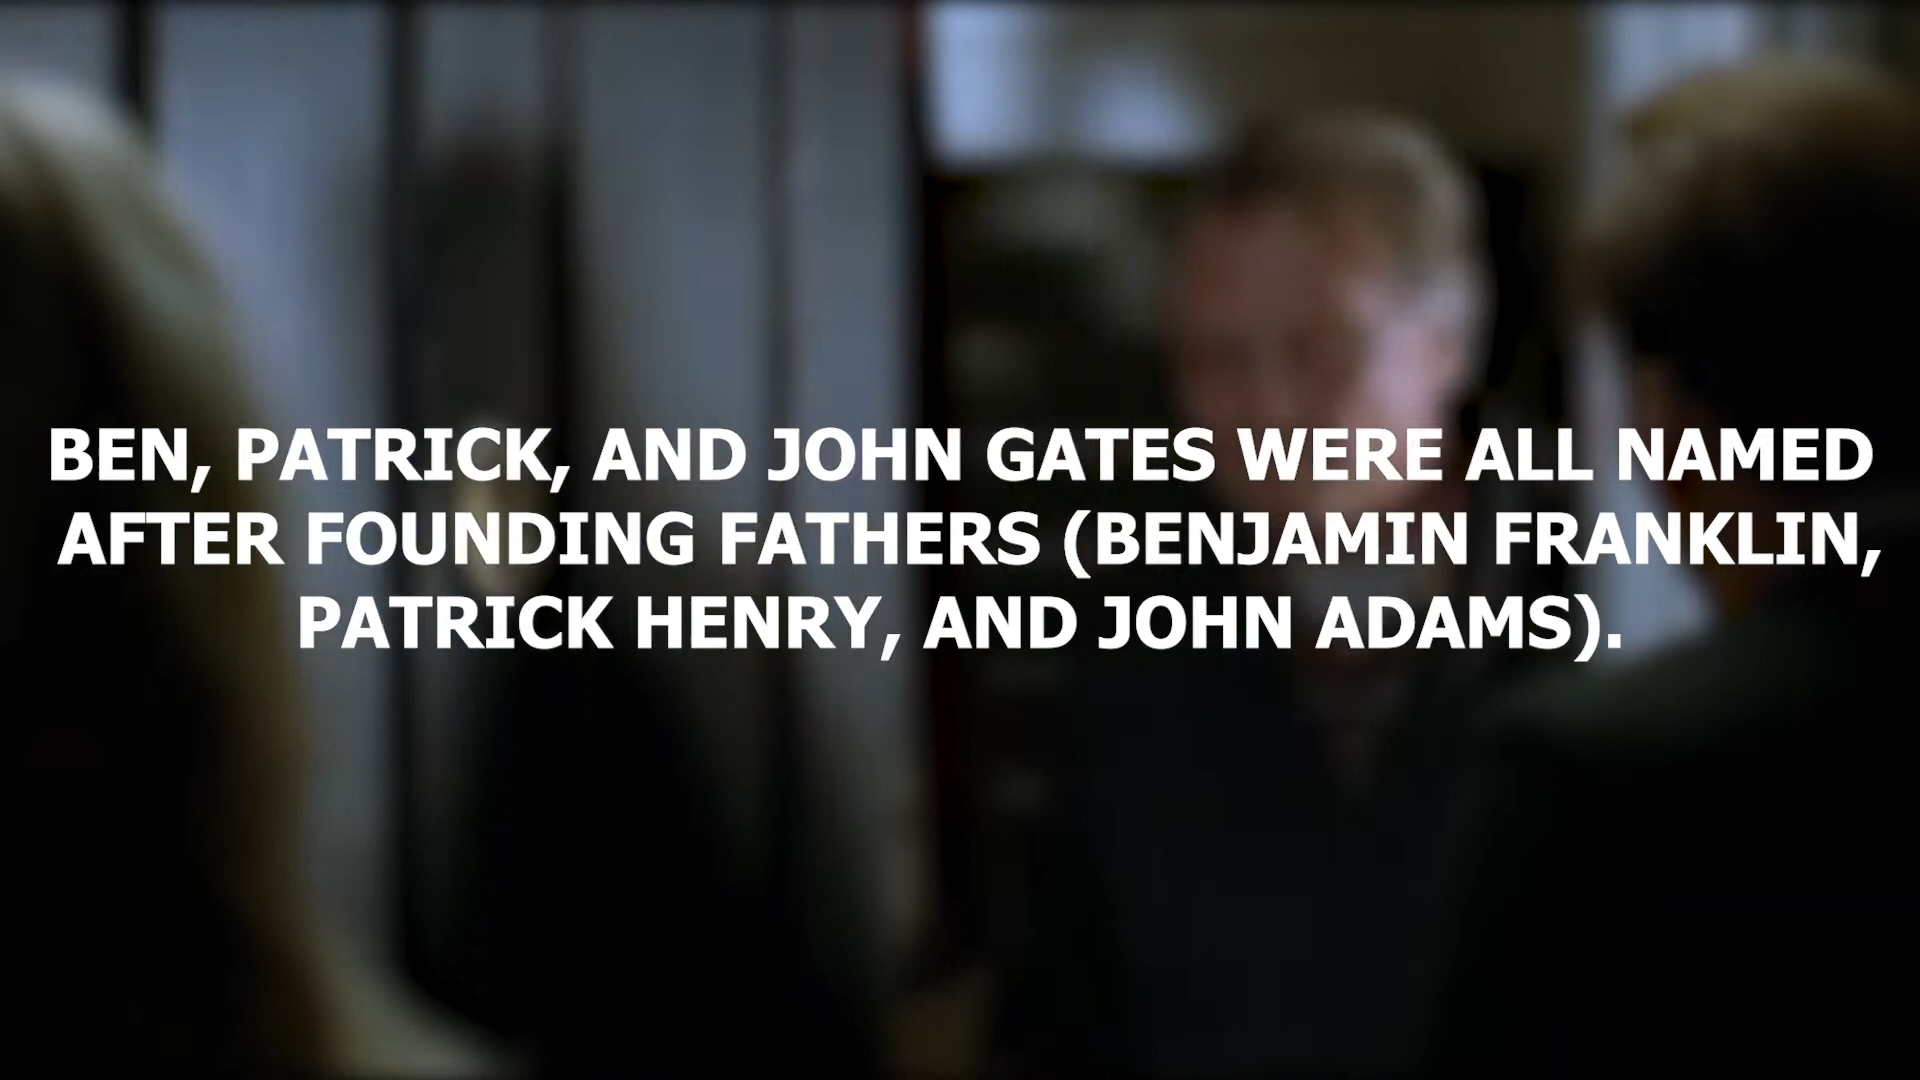 BEN, PATRICK, AND JOHN GATES WERE ALL NAMED
AFTER FOUNDING FATHERS (BENJAMIN FRANKLIN,
PATRICK HENRY, AND JOHN ADAMS).